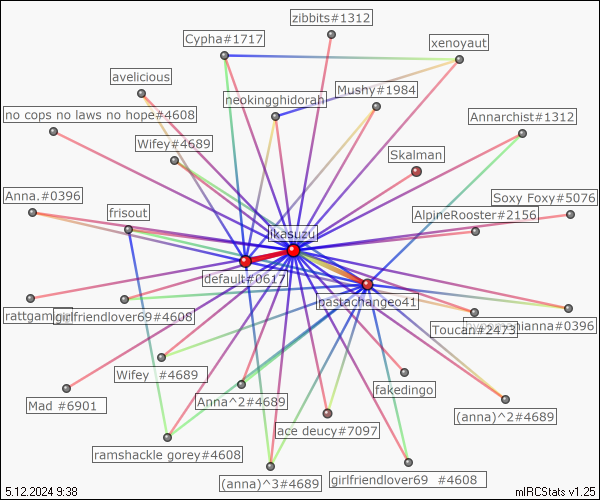 zibbits#1312
Cypha#1717
xenoyaut
avelicious
Mushy#1984
neokingghidorah
no cops no laws no hope#4608
Annarchist#1312
Wifey#4689
Skalman
Anna.#0396
Soxy Foxy#5076
frisout
AlpineRooster#2156
ikasuzu
default#0617
pastachangeo41
rattgam
girlfriendlover69#4608
Toucan#2473
anna#0396
Wifey #4689
fakedingo
Mad #6901
Anna^2#4689
(anna)^2#4689
ace deucy#7097
ramshackle gorey#4608
(anna)^3#4689
girlfriendlover69 #4608
5.12.2024 9:38
mIRCStats v1.25